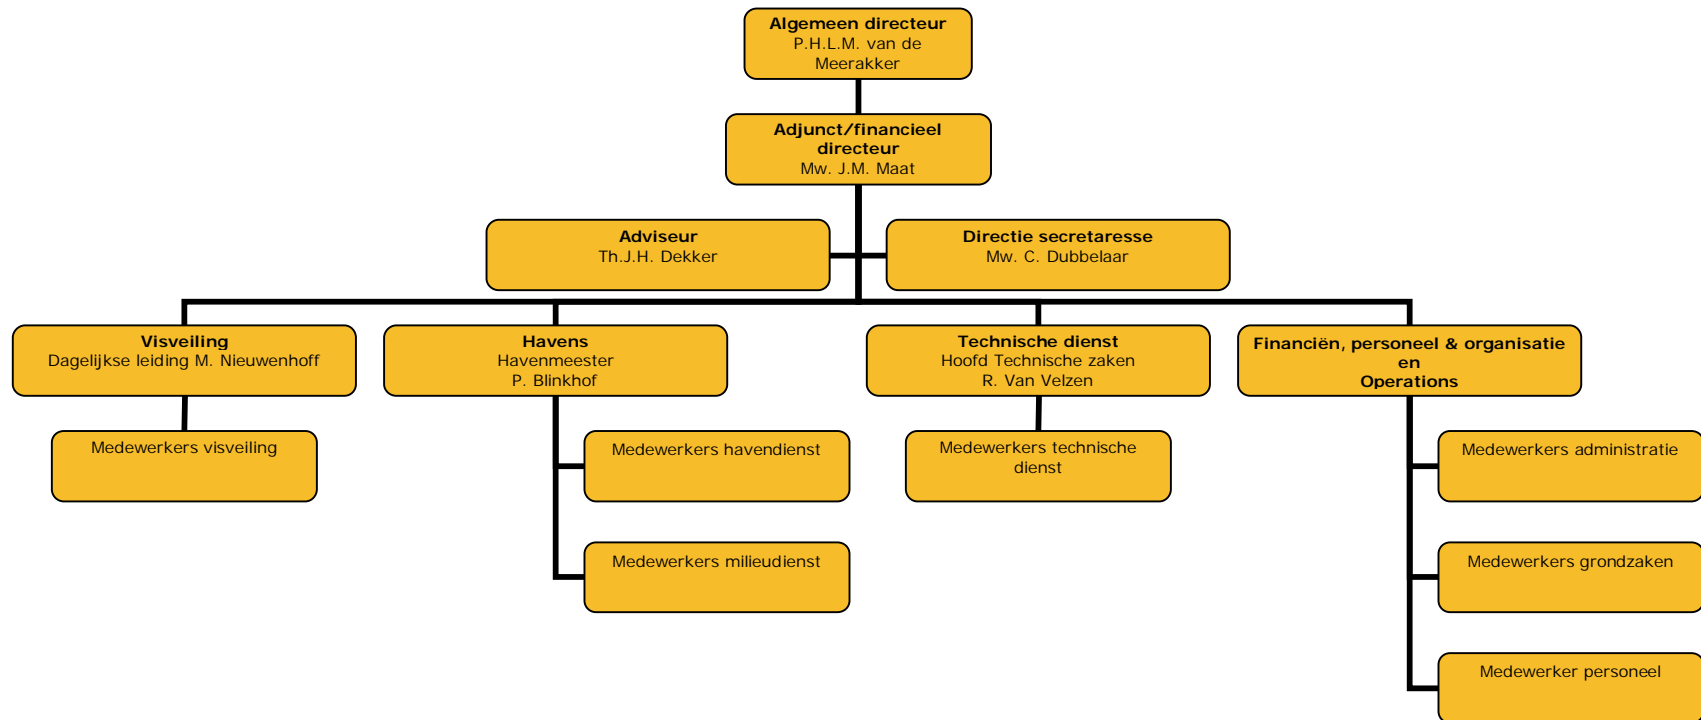 Algemeen directeur
P.H.L.M. van de
Meerakker
Adjunct/financieel
directeur
Mw. J.M. Maat
Adviseur
Th.J.H. Dekker
Directie secretaresse
Mw. C. Dubbelaar
Visveiling
Dagelijkse leiding M. Nieuwenhoff
Havens
Havenmeester
P. Blinkhof
Technische dienst
Hoofd Technische zaken
R. Van Velzen
Financiën, personeel & organisatie
en
Operations
Medewerkers visveiling
Medewerkers havendienst
Medewerkers milieudienst
Medewerkers technische
dienst
Medewerkers administratie
Medewerkers grondzaken
Medewerker personeel